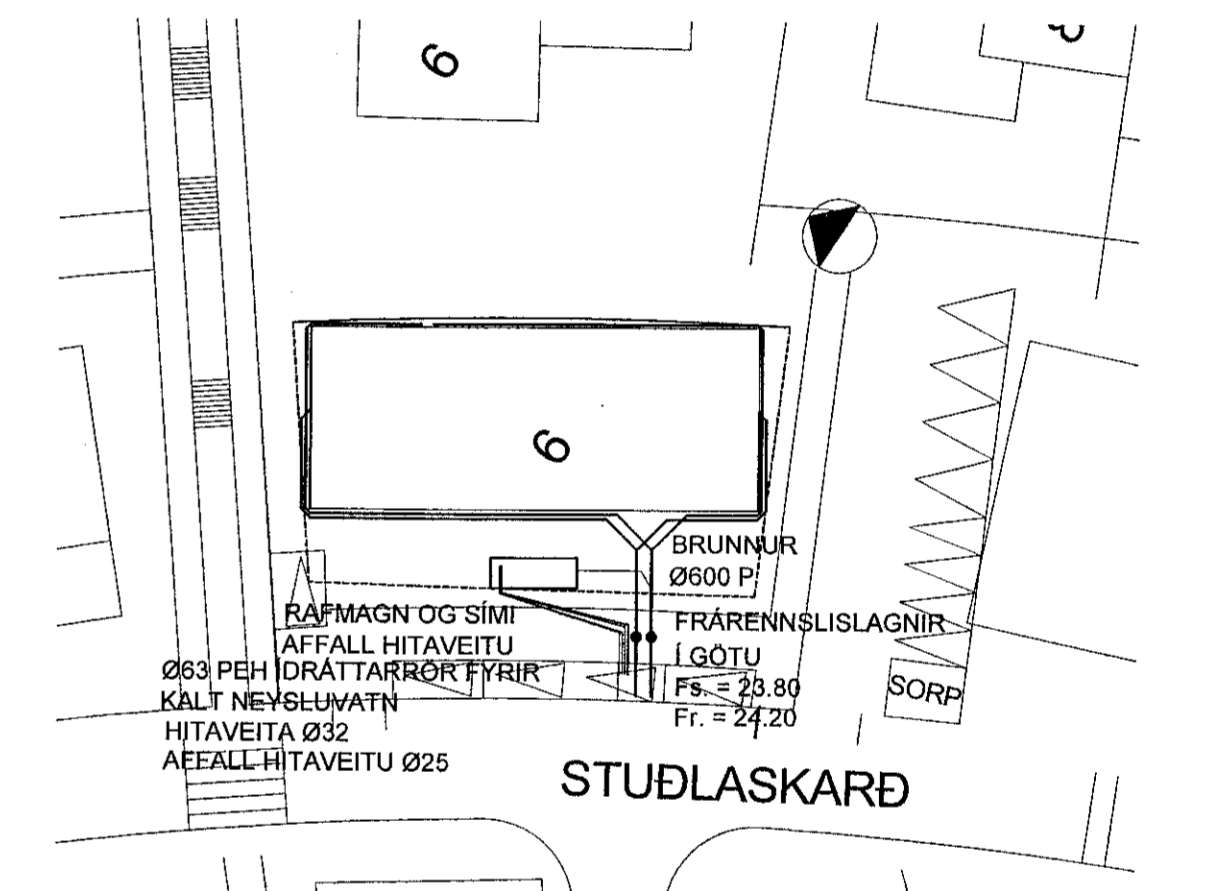 6
6
BRUNNUR
Ø600 P
RAFMAGN OG SÍMI
AFFALL HITAVEITU
Ø63 PEH ÍDRÁTTARRÖR FYRIR
KALT NEYSLUVATN
HITAVEITA Ø32
AFFALL HITAVEITU Ø25
FRÁRENNSLISLAGNIR
Í GÖTU
Fs. = 23.80
Fr. = 24.20
SORP
STUÐLASKARÐ